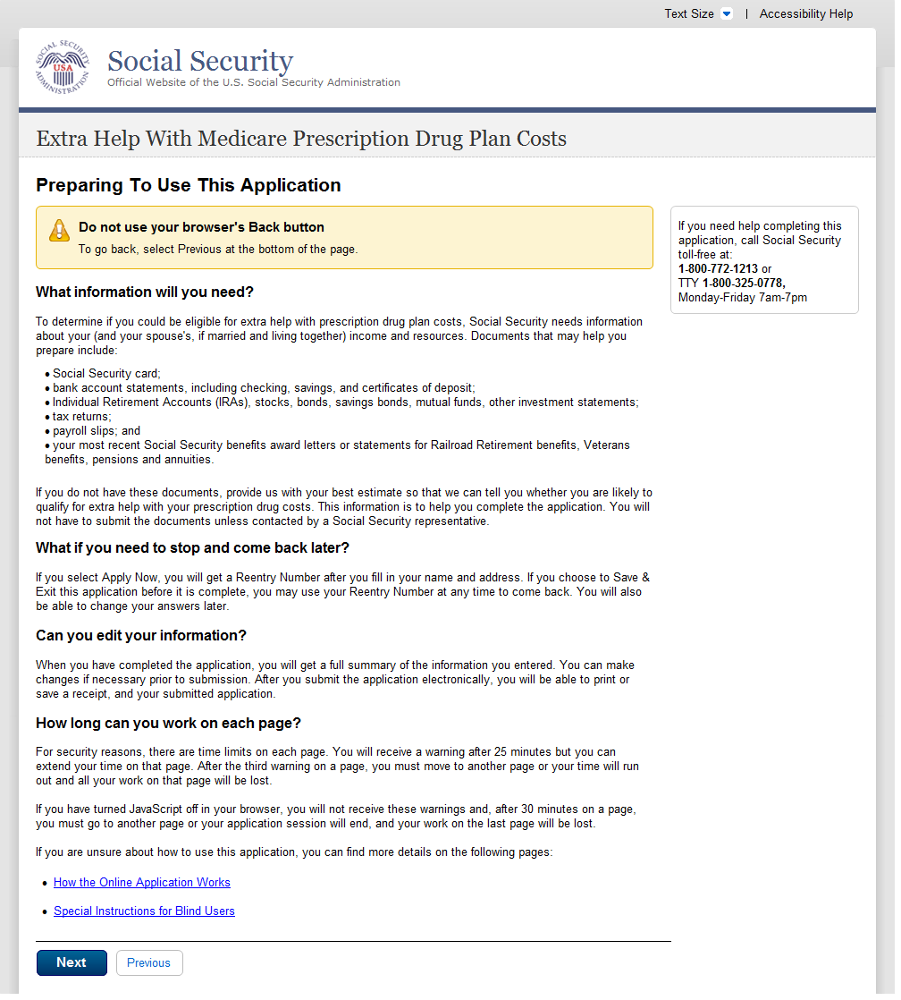 Text Size | Accessibility Help
SOCIAL SECURITY ADMINISTRATION
USA
Social Security
Official Website of the U.S. Social Security Administration
Extra Help With Medicare Prescription Drug Plan Costs
Preparing To Use This Application
Do not use your browser's Back button
To go back, select Previous at the bottom of the page.
If you need help completing this
application, call Social Security
toll-free at:
1-800-772-1213 or
TTY 1-800-325-0778,
Monday-Friday 7am-7pm
What information will you need?
To determine if you could be eligible for extra help with prescription drug plan costs, Social Security needs information
about your (and your spouse's, if married and living together) income and resources. Documents that may help you
prepare include:
• Social Security card;
• bank account statements, including checking, savings, and certificates of deposit;
• Individual Retirement Accounts (IRAs), stocks, bonds, savings bonds, mutual funds, other investment statements;
• tax returns;
• payroll slips; and
• your most recent Social Security benefits award letters or statements for Railroad Retirement benefits, Veterans
benefits, pensions and annuities.
If you do not have these documents, provide us with your best estimate so that we can tell you whether you are likely to
qualify for extra help with your prescription drug costs. This information is to help you complete the application. You will
not have to submit the documents unless contacted by a Social Security representative.
What if you need to stop and come back later?
If you select Apply Now, you will get a Reentry Number after you fill in your name and address. If you choose to Save &
Exit this application before it is complete, you may use your Reentry Number at any time to come back. You will also
be able to change your answers later.
Can you edit your information?
When you have completed the application, you will get a full summary of the information you entered. You can make
changes if necessary prior to submission. After you submit the application electronically, you will be able to print or
save a receipt, and your submitted application.
How long can you work on each page?
For security reasons, there are time limits on each page. You will receive a warning after 25 minutes but you can
extend your time on that page. After the third warning on a page, you must move to another page or your time will run
out and all your work on that page will be lost.
If you have turned JavaScript off in your browser, you will not receive these warnings and, after 30 minutes on a page,
you must go to another page or your application session will end, and your work on the last page will be lost.
If you are unsure about how to use this application, you can find more details on the following pages:
• How the Online Application Works
• Special Instructions for Blind Users
Next
Previous